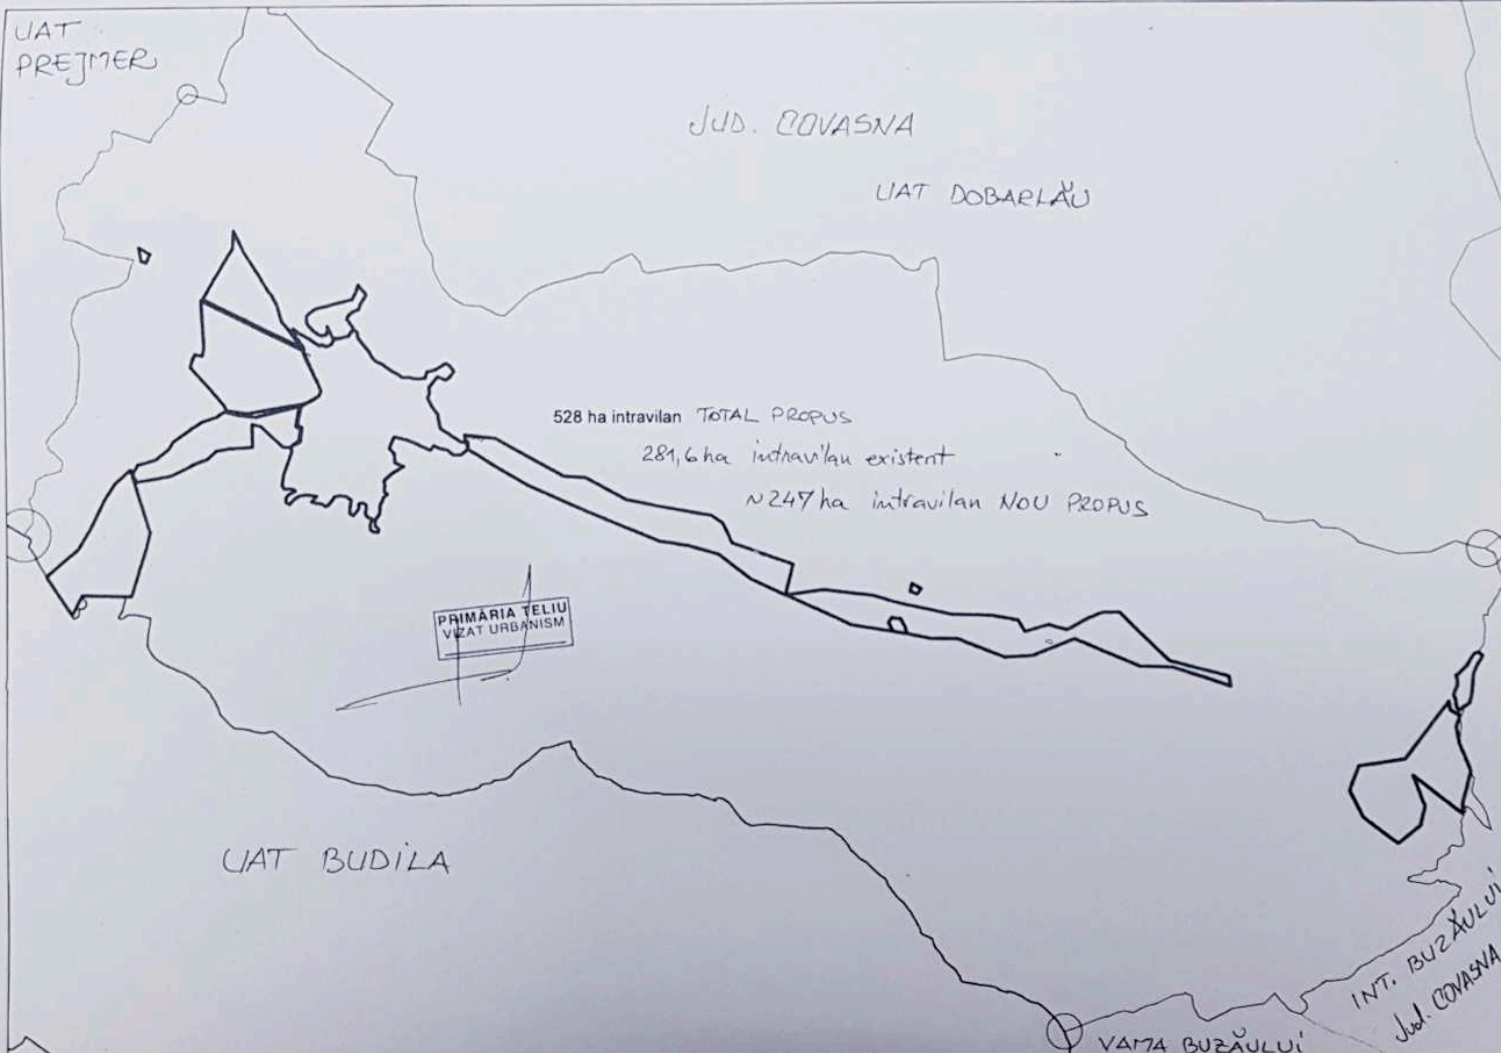 UAT
PREJMER
JUD. COVASNA
UAT DOBARLĂU
528 ha intravilan TOTAL PROPUS
281,6 ha intravilan existent
~247 ha intravilan NOU PROPUS
PRIMĂRIA TELIU
VIZAT URBANISM
UAT BUDILA
INT. BUZĂULUI
Jud. COVASNA
VAMA BUZĂULUI